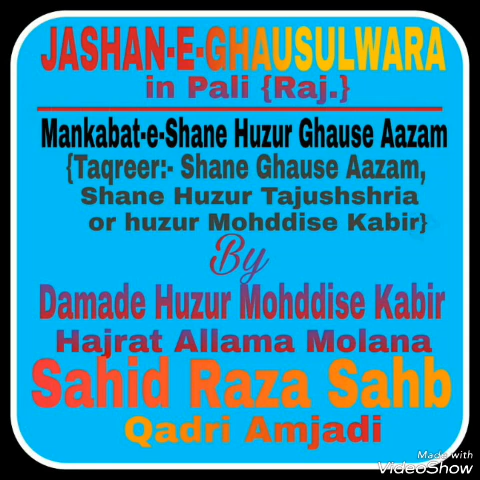 JASHAN-E-GHAUSULWARA
in Pali {Raj.}
Mankabat-e-Shane Huzur Ghause Aazam
{Taqreer:- Shane Ghause Aazam,
Shane Huzur Tajushshria
or huzur Mohddise Kabir}
By
Damade Huzur Mohddise Kabir
Hajrat Allama Molana
Sahid Raza Sahb
Qadri Amjadi
Made with
VideoShow